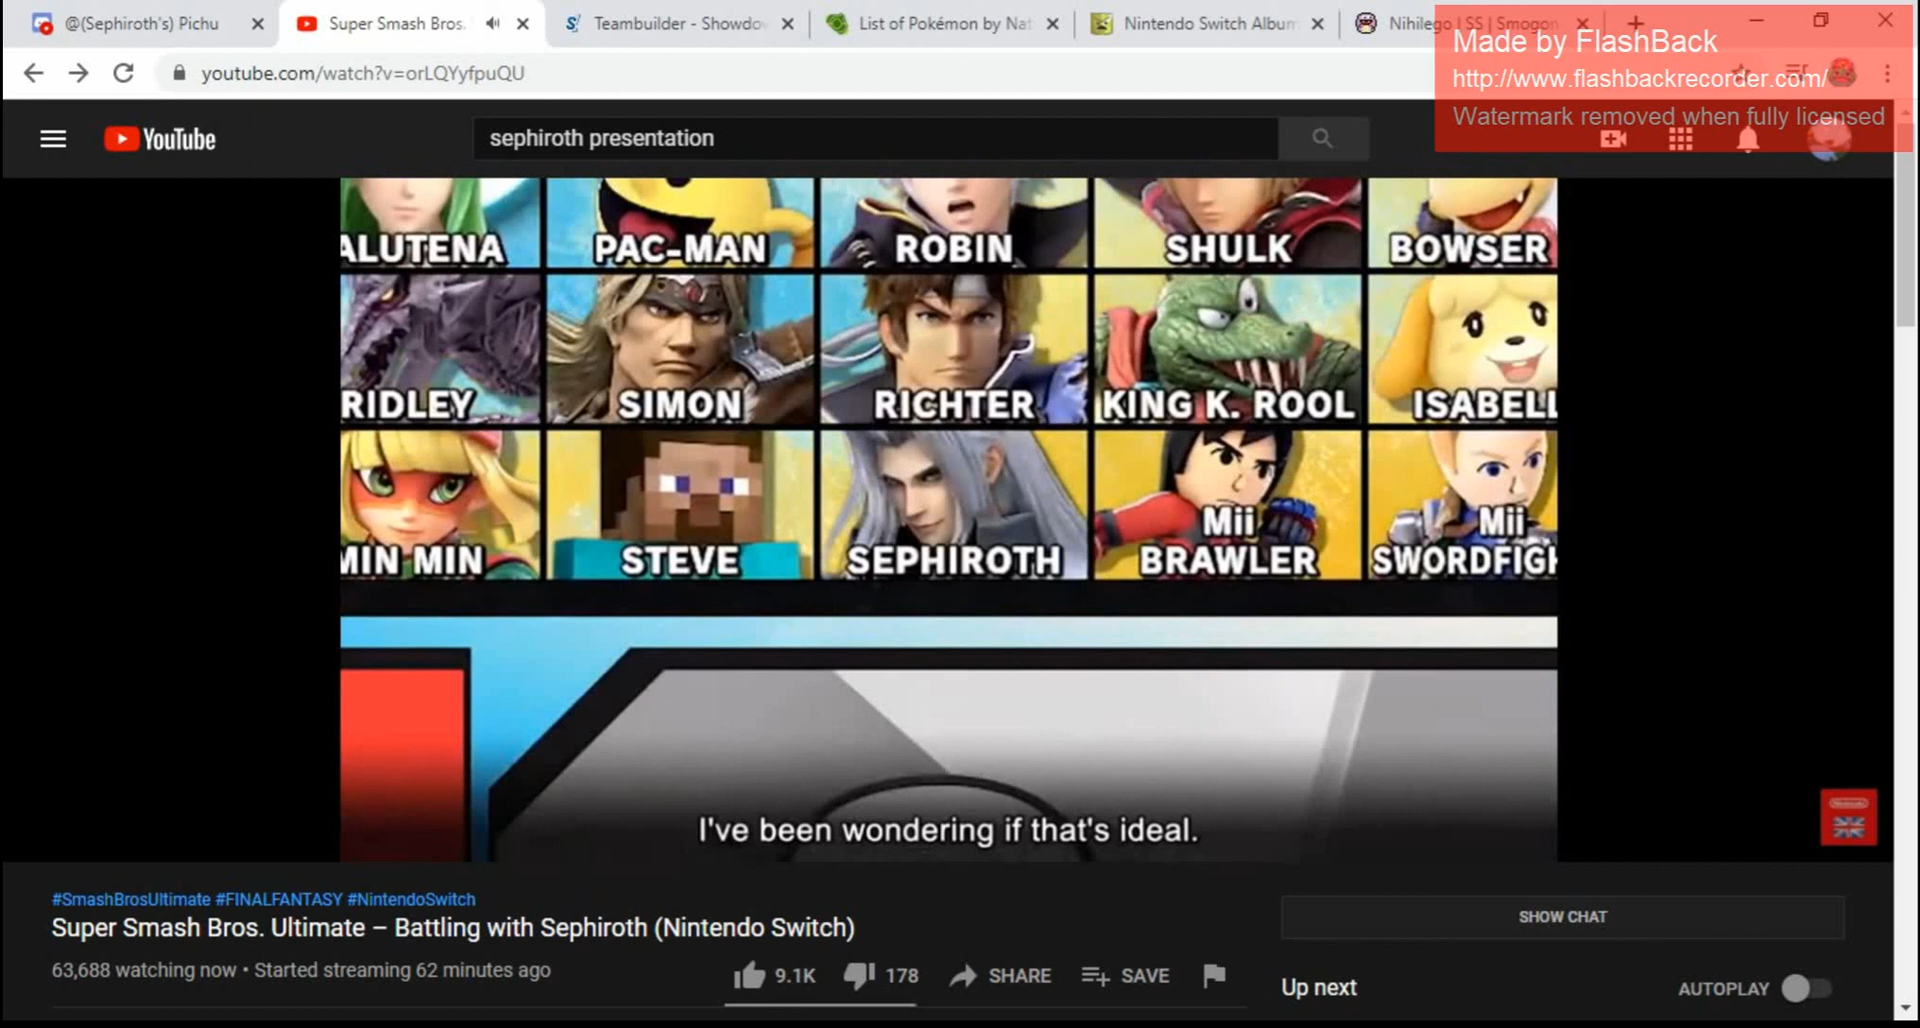 @(Sephiroth's) Pichu
Super Smash Bros.
Teambuilder - Showdo
List of Pokémon by Nat
Nintendo Switch Album
Nihilego | SS | Smogon
Made by FlashBack
http://www.flashbackrecorder.com/
Watermark removed when fully licensed
youtube.com/watch?v=orLQYyfpuQU
YouTube
sephiroth presentation
ALUTENA
PAC-MAN
ROBIN
SHULK
BOWSER
RIDLEY
SIMON
RICHTER
KING K. ROOL
ISABELL
MIN MIN
STEVE
SEPHIROTH
Mii
BRAWLER
Mii
SWORDFIGH
I've been wondering if that's ideal.
Nintendo
#SmashBrosUltimate #FINALFANTASY #NintendoSwitch
Super Smash Bros. Ultimate – Battling with Sephiroth (Nintendo Switch)
63,688 watching now • Started streaming 62 minutes ago
9.1K
178
SHARE
SAVE
SHOW CHAT
Up next
AUTOPLAY